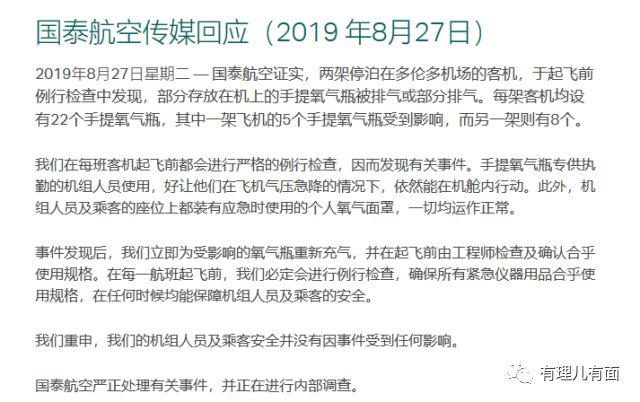 国泰航空传媒回应（2019 年8月27日）
2019年8月27日星期二 — 国泰航空证实，两架停泊在多伦多机场的客机，于起飞前
例行检查中发现，部分存放在机上的手提氧气瓶被排气或部分排气。每架客机均设
有22个手提氧气瓶，其中一架飞机的5个手提氧气瓶受到影响，而另一架则有8个。
我们在每班客机起飞前都会进行严格的例行检查，因而发现有关事件。手提氧气瓶专供执
勤的机组人员使用，好让他们在飞机气压急降的情况下，依然能在机舱内行动。此外，机
组人员及乘客的座位上都装有应急时使用的个人氧气面罩，一切均运作正常。
事件发现后，我们立即为受影响的氧气瓶重新充气，并在起飞前由工程师检查及确认合乎
使用规格。在每一航班起飞前，我们必定会进行例行检查，确保所有紧急仪器用品合乎使
用规格，在任何时候均能保障机组人员及乘客的安全。
我们重申，我们的机组人员及乘客安全并没有因事件受到任何影响。
国泰航空严正处理有关事件，并正在进行内部调查。
有理儿有面